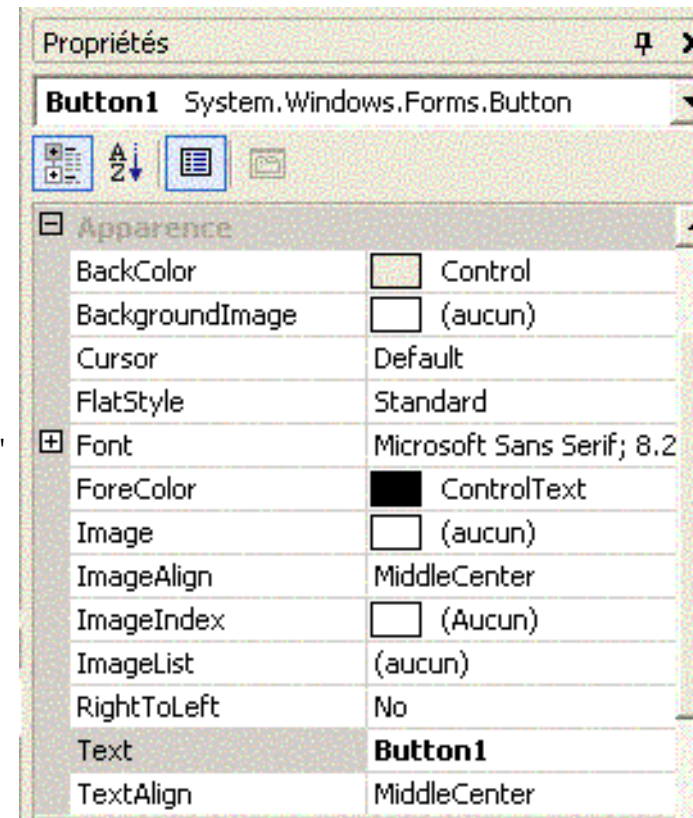 Propriétés
Button1 System.Windows.Forms.Button
Apparence
BackColor Control
BackgroundImage (aucun)
Cursor Default
FlatStyle Standard
" Font Microsoft Sans Serif; 8.2
ForeColor ControlText
Image (aucun)
ImageAlign MiddleCenter
ImageIndex (Aucun)
ImageList (aucun)
RightToLeft No
Text Button1
TextAlign MiddleCenter